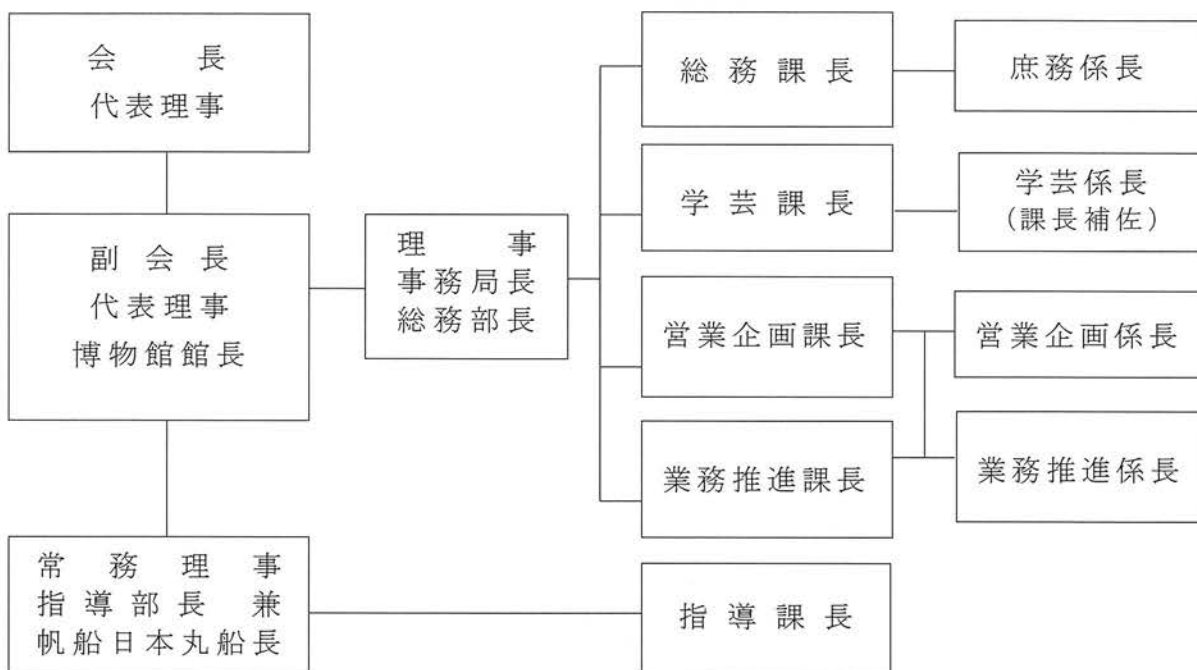 会長
代表理事
副会長
代表理事
博物館館長
常務理事
指導部長兼
帆船日本丸船長
理事
事務局長
総務部長
総務課長
学芸課長
営業企画課長
業務推進課長
指導課長
庶務係長
学芸係長
(課長補佐)
営業企画係長
業務推進係長